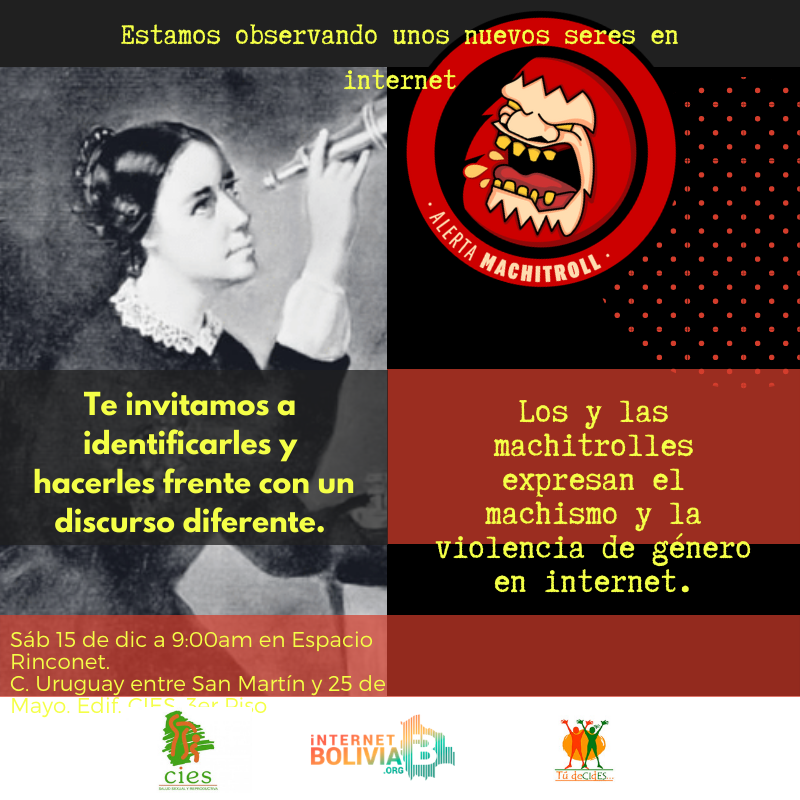 Estamos observando unos nuevos seres en
internet
· ALERTA MACHITROLL ·
Te invitamos a
identificarles y
hacerles frente con un
discurso diferente.
Los y las
machitrolles
expresan el
machismo y la
violencia de género
en internet.
Sáb 15 de dic a 9:00am en Espacio
Rinconet.
C. Uruguay entre San Martín y 25 de
Mayo. Edif. CIES, 3er Piso
cies
SALUD SEXUAL Y REPRODUCTIVA
iNTERNET
BOLIVIA
.ORG
B
Tú deCIdES...